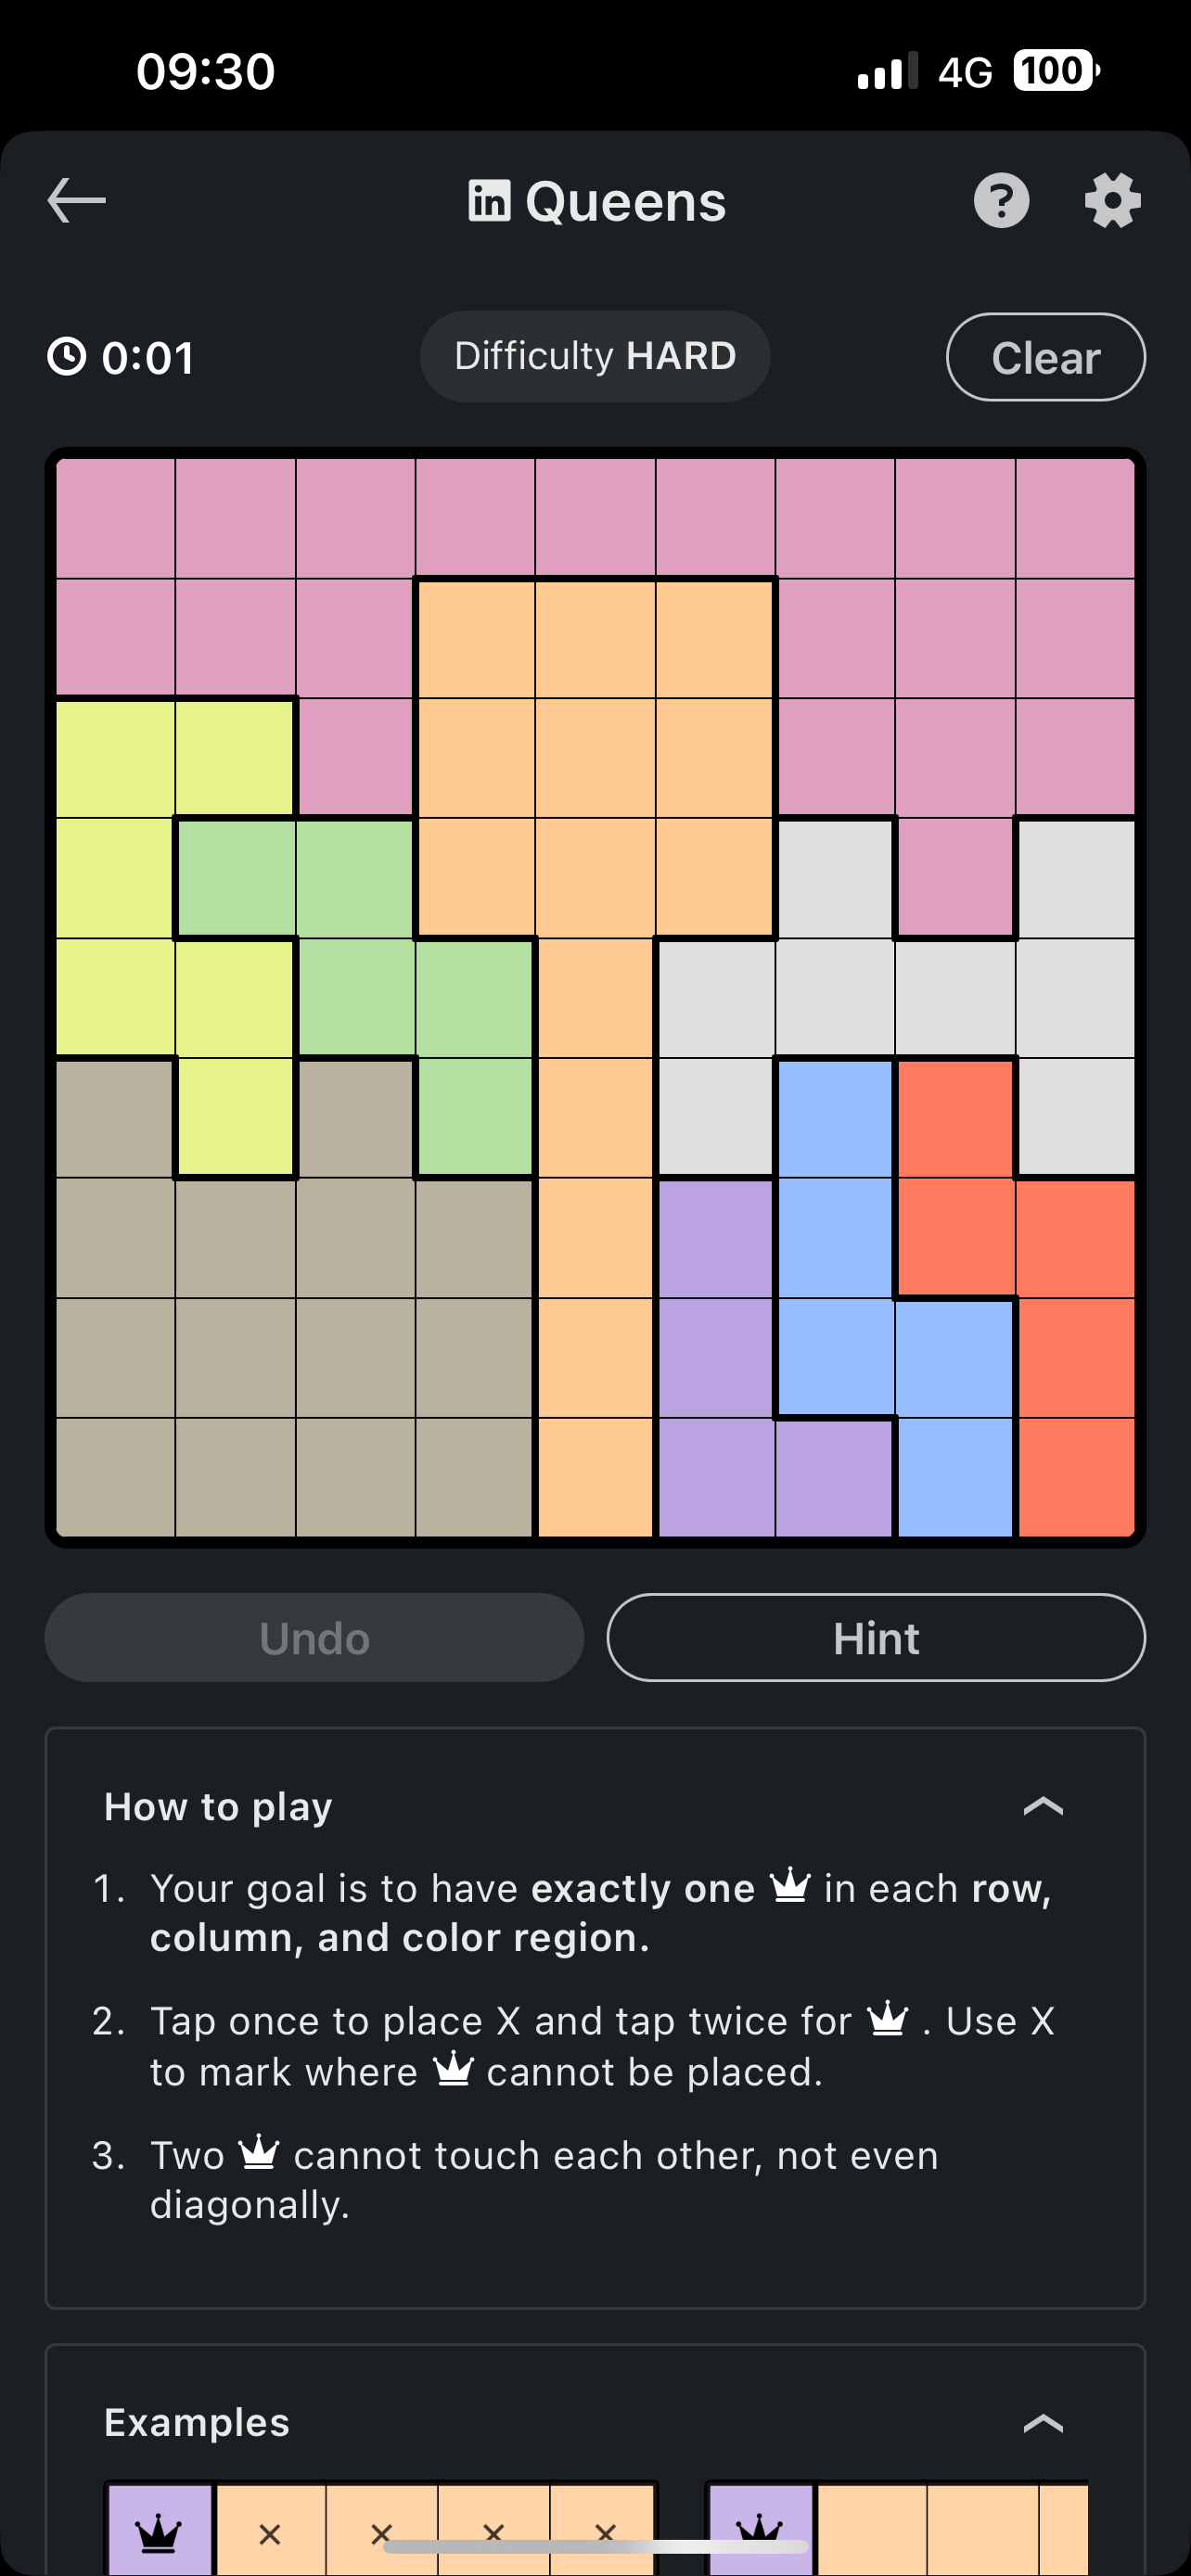 09:30
4G 100
in Queens ?
0:01
Difficulty HARD
Clear
Undo
Hint
How to play
1. Your goal is to have exactly one in each row,
column, and color region.
2. Tap once to place X and tap twice for . Use X
to mark where cannot be placed.
3. Two cannot touch each other, not even
diagonally.
Examples